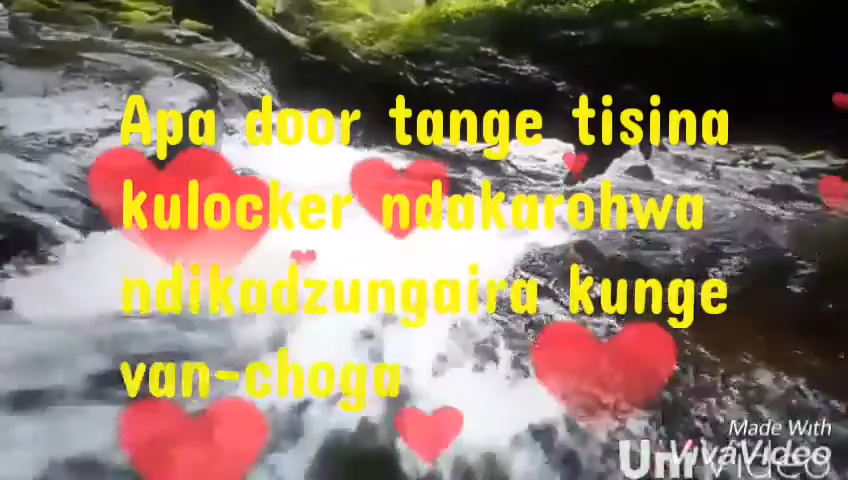 Apa door tange tisina
kulocker ndakarohwa
ndikadzungaira kunge
van-choga
Made With
VivaVideo